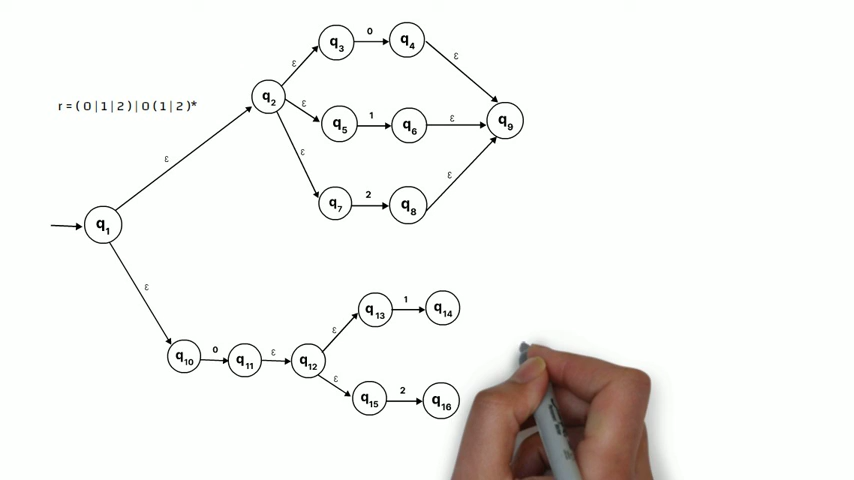 r = ( 0 | 1 | 2 ) | 0 ( 1 | 2 )*
q3 0 q4
ε ε
q2 ε q5 1 q6 ε q9
ε ε
ε q7 2 q8
q1
ε
q13 1 q14
ε
q10 0 q11 ε q12
ε
q15 2 q16